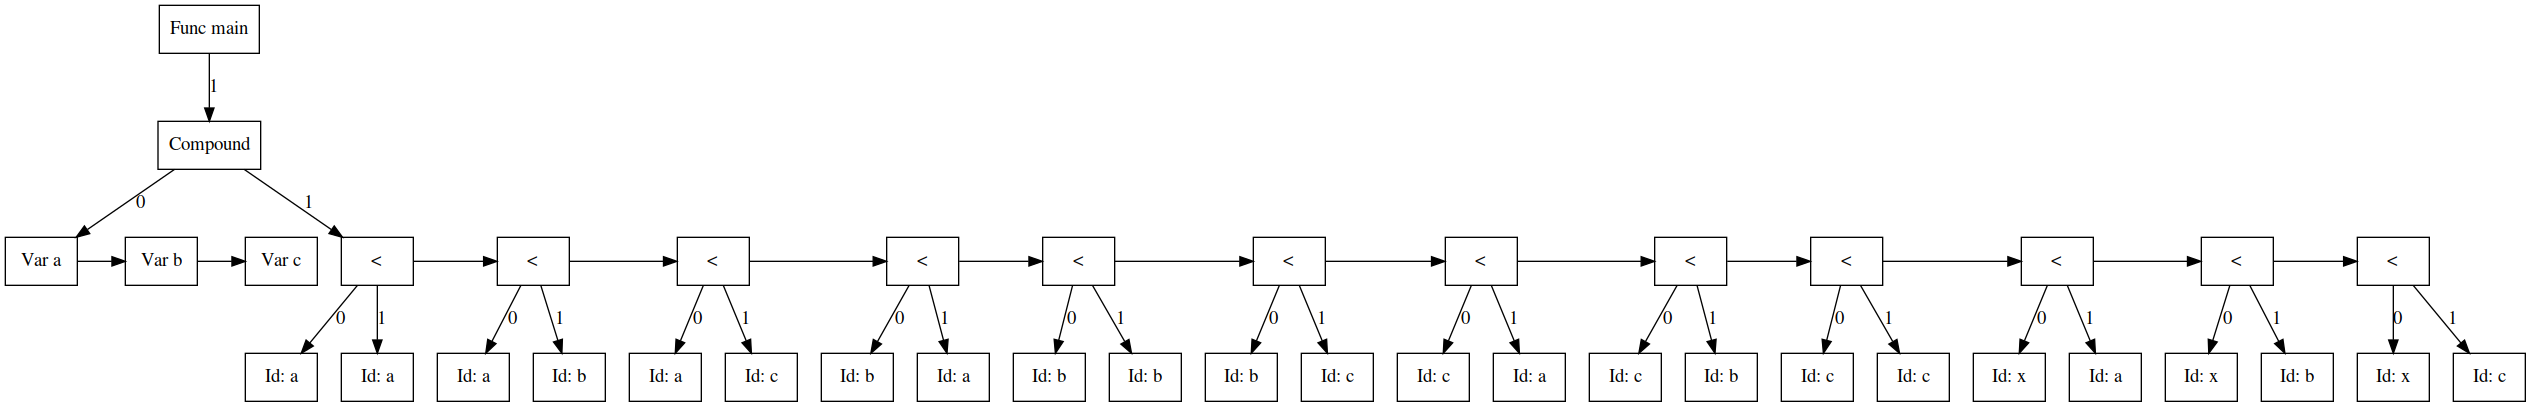 Func main
1
Compound
0 1
Var a Var b Var c < < < < < < < < < < < <
0 1 0 1 0 1 0 1 0 1 0 1 0 1 0 1 0 1 0 1 0 1 0 1
Id: a Id: a Id: a Id: b Id: a Id: c Id: b Id: a Id: b Id: b Id: b Id: c Id: c Id: a Id: c Id: b Id: c Id: c Id: x Id: a Id: x Id: b Id: x Id: c